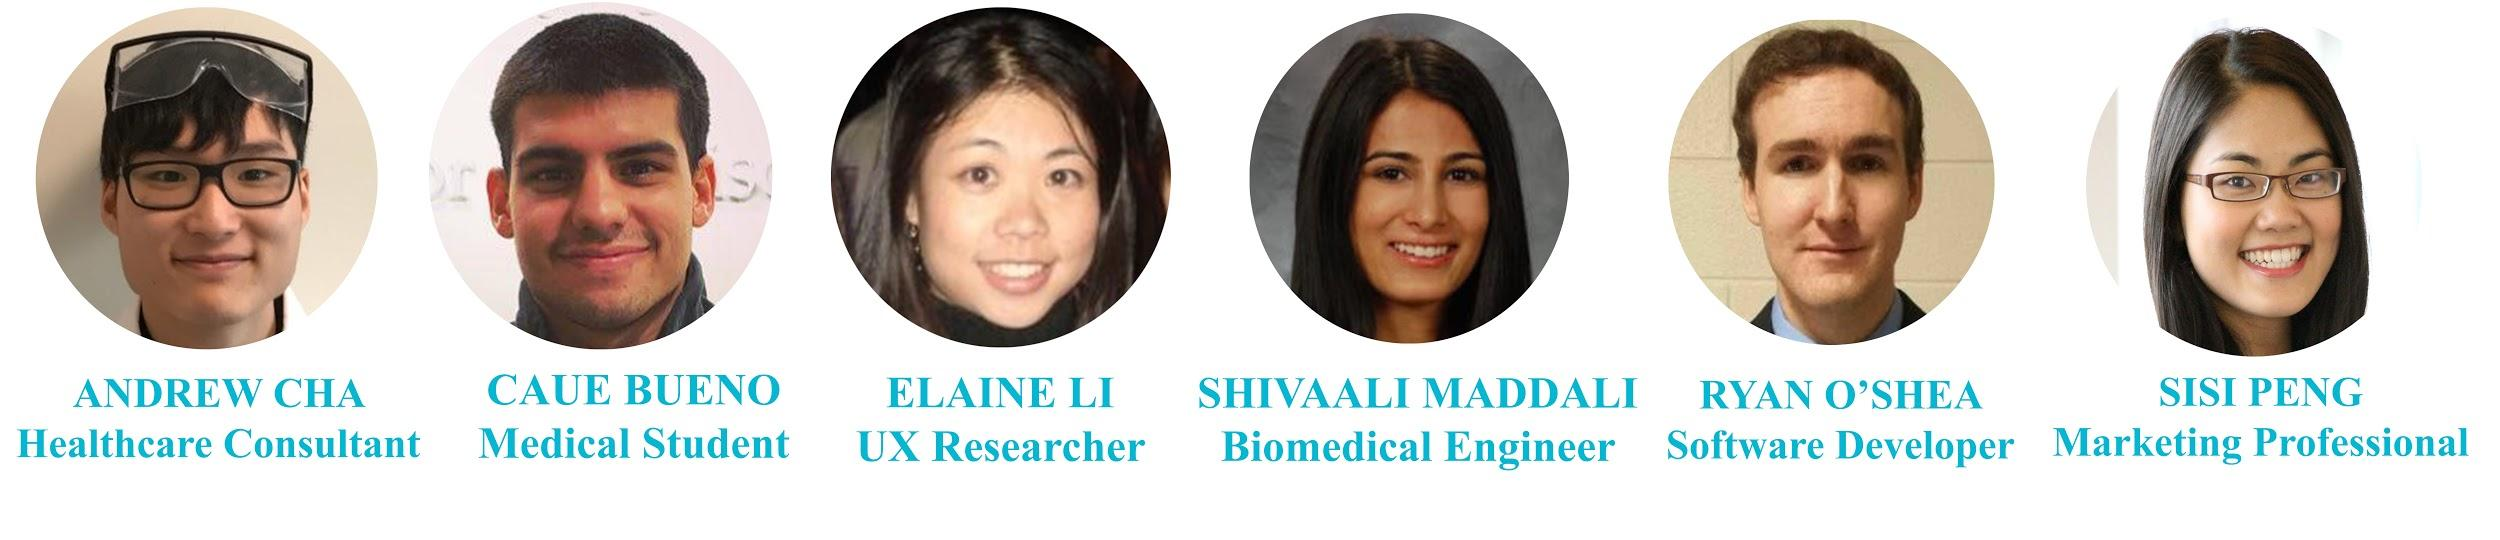 ANDREW CHA
Healthcare Consultant
CAUE BUENO
Medical Student
ELAINE LI
UX Researcher
SHIVAALI MADDALI
Biomedical Engineer
RYAN O’SHEA
Software Developer
SISI PENG
Marketing Professional